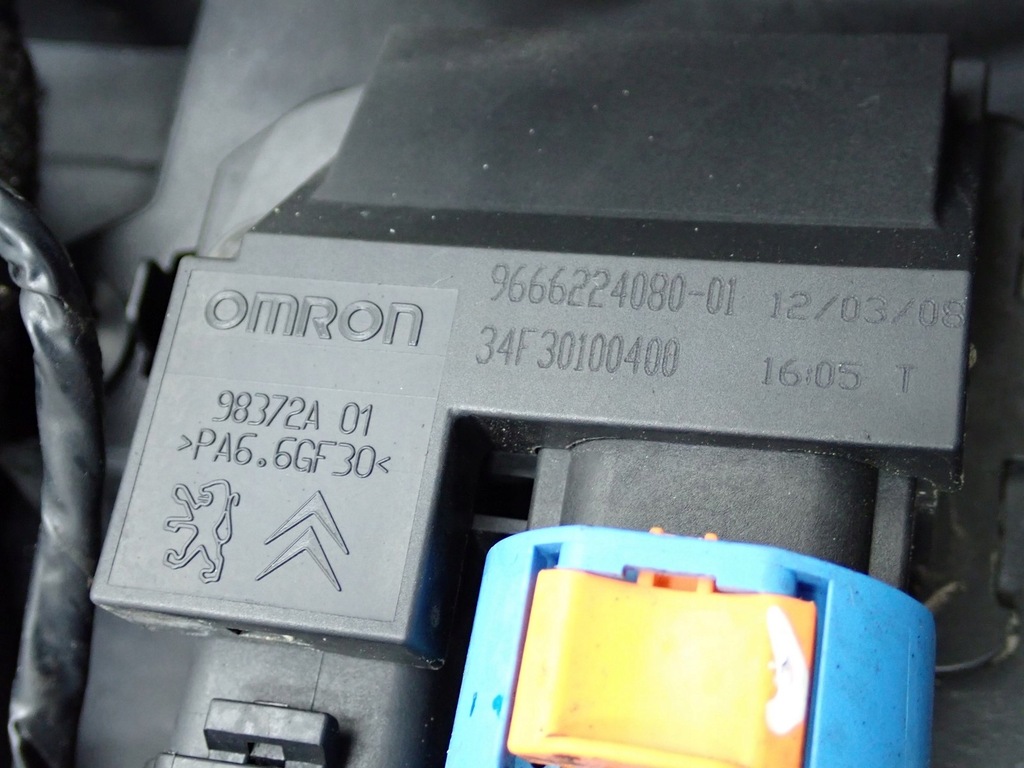 OMRON
98372A 01
>PA6.6GF30<
9666224080-01 12/03/08
34F30100400 16:05 T